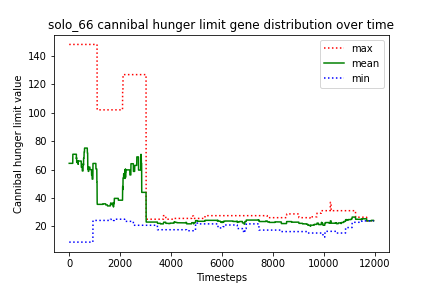 solo_66 cannibal hunger limit gene distribution over time
max
mean
min
Cannibal hunger limit value
140
120
100
80
60
40
20
0
2000
4000
6000
8000
10000
12000
Timesteps